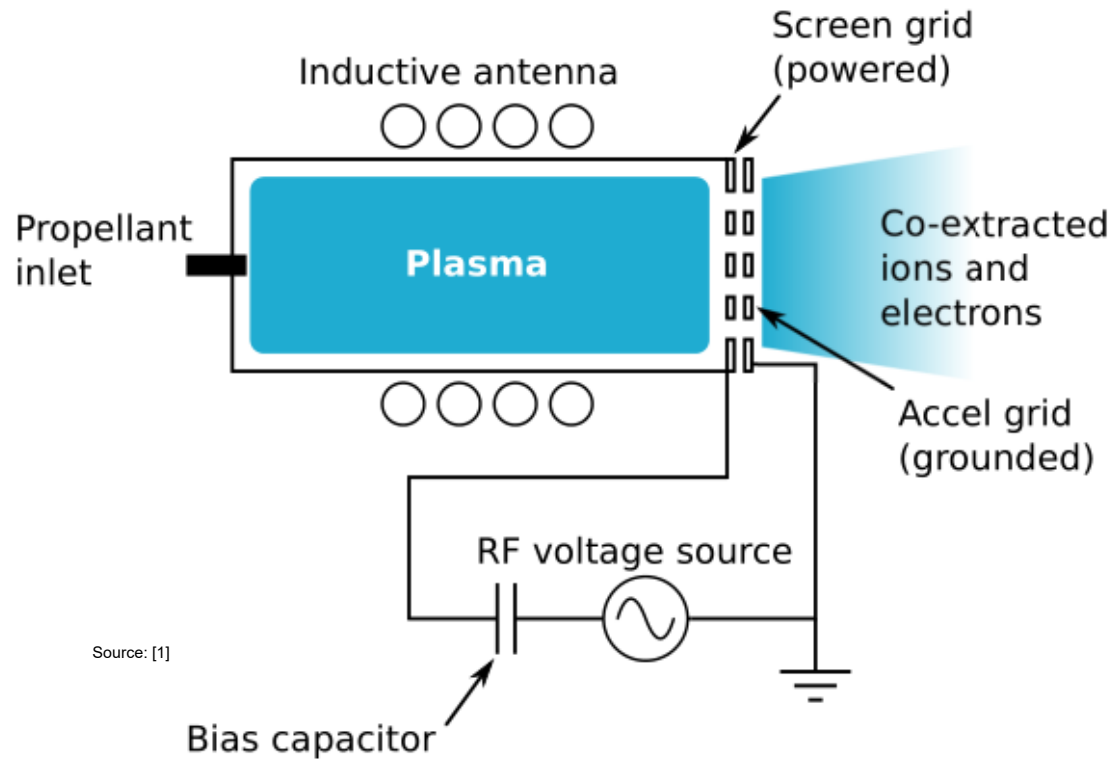 Screen grid
(powered)
Inductive antenna
Propellant
inlet
Plasma
Co-extracted
ions and
electrons
Accel grid
(grounded)
RF voltage source
Source: [1]
Bias capacitor